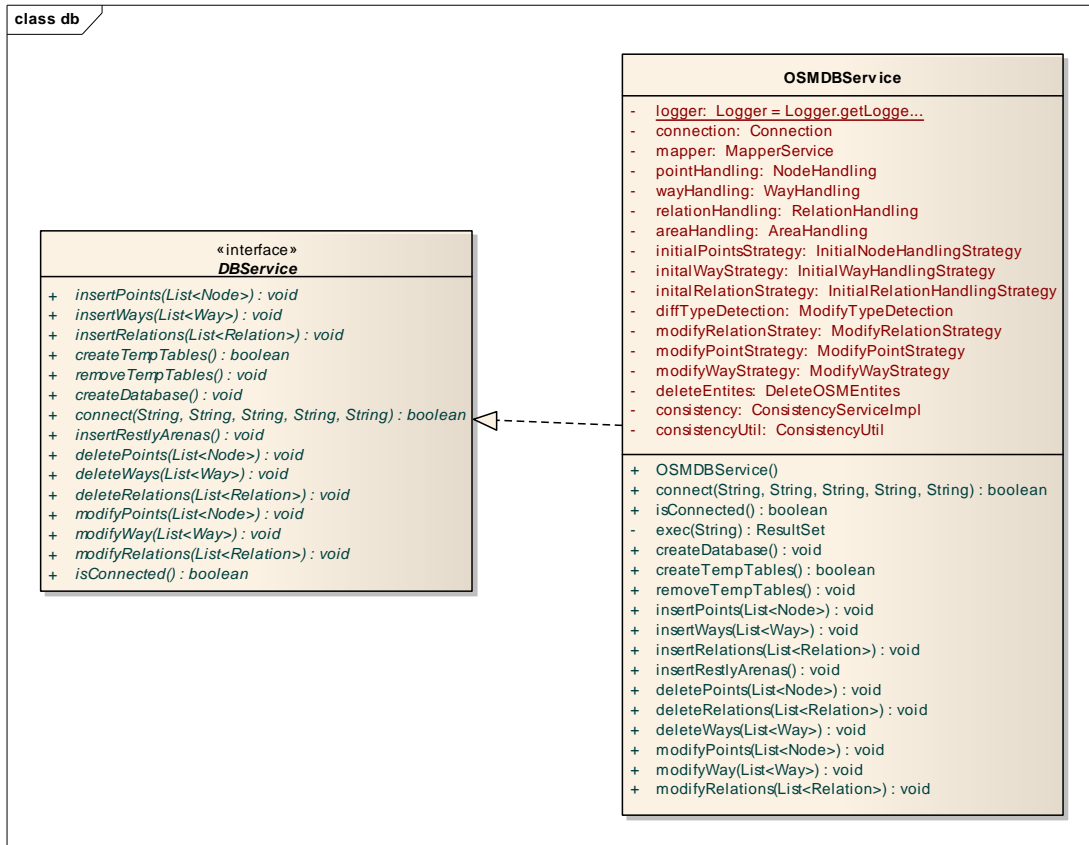 class db
«interface»
DBService
+ insertPoints(List<Node>) : void
+ insertWays(List<Way>) : void
+ insertRelations(List<Relation>) : void
+ createTempTables() : boolean
+ removeTempTables() : void
+ createDatabase() : void
+ connect(String, String, String, String, String) : boolean
+ insertRestlyArenas() : void
+ deletePoints(List<Node>) : void
+ deleteWays(List<Way>) : void
+ deleteRelations(List<Relation>) : void
+ modifyPoints(List<Node>) : void
+ modifyWay(List<Way>) : void
+ modifyRelations(List<Relation>) : void
+ isConnected() : boolean
OSMDBService
- logger: Logger = Logger.getLogge...
- connection: Connection
- mapper: MapperService
- pointHandling: NodeHandling
- wayHandling: WayHandling
- relationHandling: RelationHandling
- areaHandling: AreaHandling
- initialPointsStrategy: InitialNodeHandlingStrategy
- initalWayStrategy: InitialWayHandlingStrategy
- initalRelationStrategy: InitialRelationHandlingStrategy
- diffTypeDetection: ModifyTypeDetection
- modifyRelationStratey: ModifyRelationStrategy
- modifyPointStrategy: ModifyPointStrategy
- modifyWayStrategy: ModifyWayStrategy
- deleteEntites: DeleteOSMEntites
- consistency: ConsistencyServiceImpl
- consistencyUtil: ConsistencyUtil
+ OSMDBService()
+ connect(String, String, String, String, String) : boolean
+ isConnected() : boolean
- exec(String) : ResultSet
+ createDatabase() : void
+ createTempTables() : boolean
+ removeTempTables() : void
+ insertPoints(List<Node>) : void
+ insertWays(List<Way>) : void
+ insertRelations(List<Relation>) : void
+ insertRestlyArenas() : void
+ deletePoints(List<Node>) : void
+ deleteRelations(List<Relation>) : void
+ deleteWays(List<Way>) : void
+ modifyPoints(List<Node>) : void
+ modifyWay(List<Way>) : void
+ modifyRelations(List<Relation>) : void